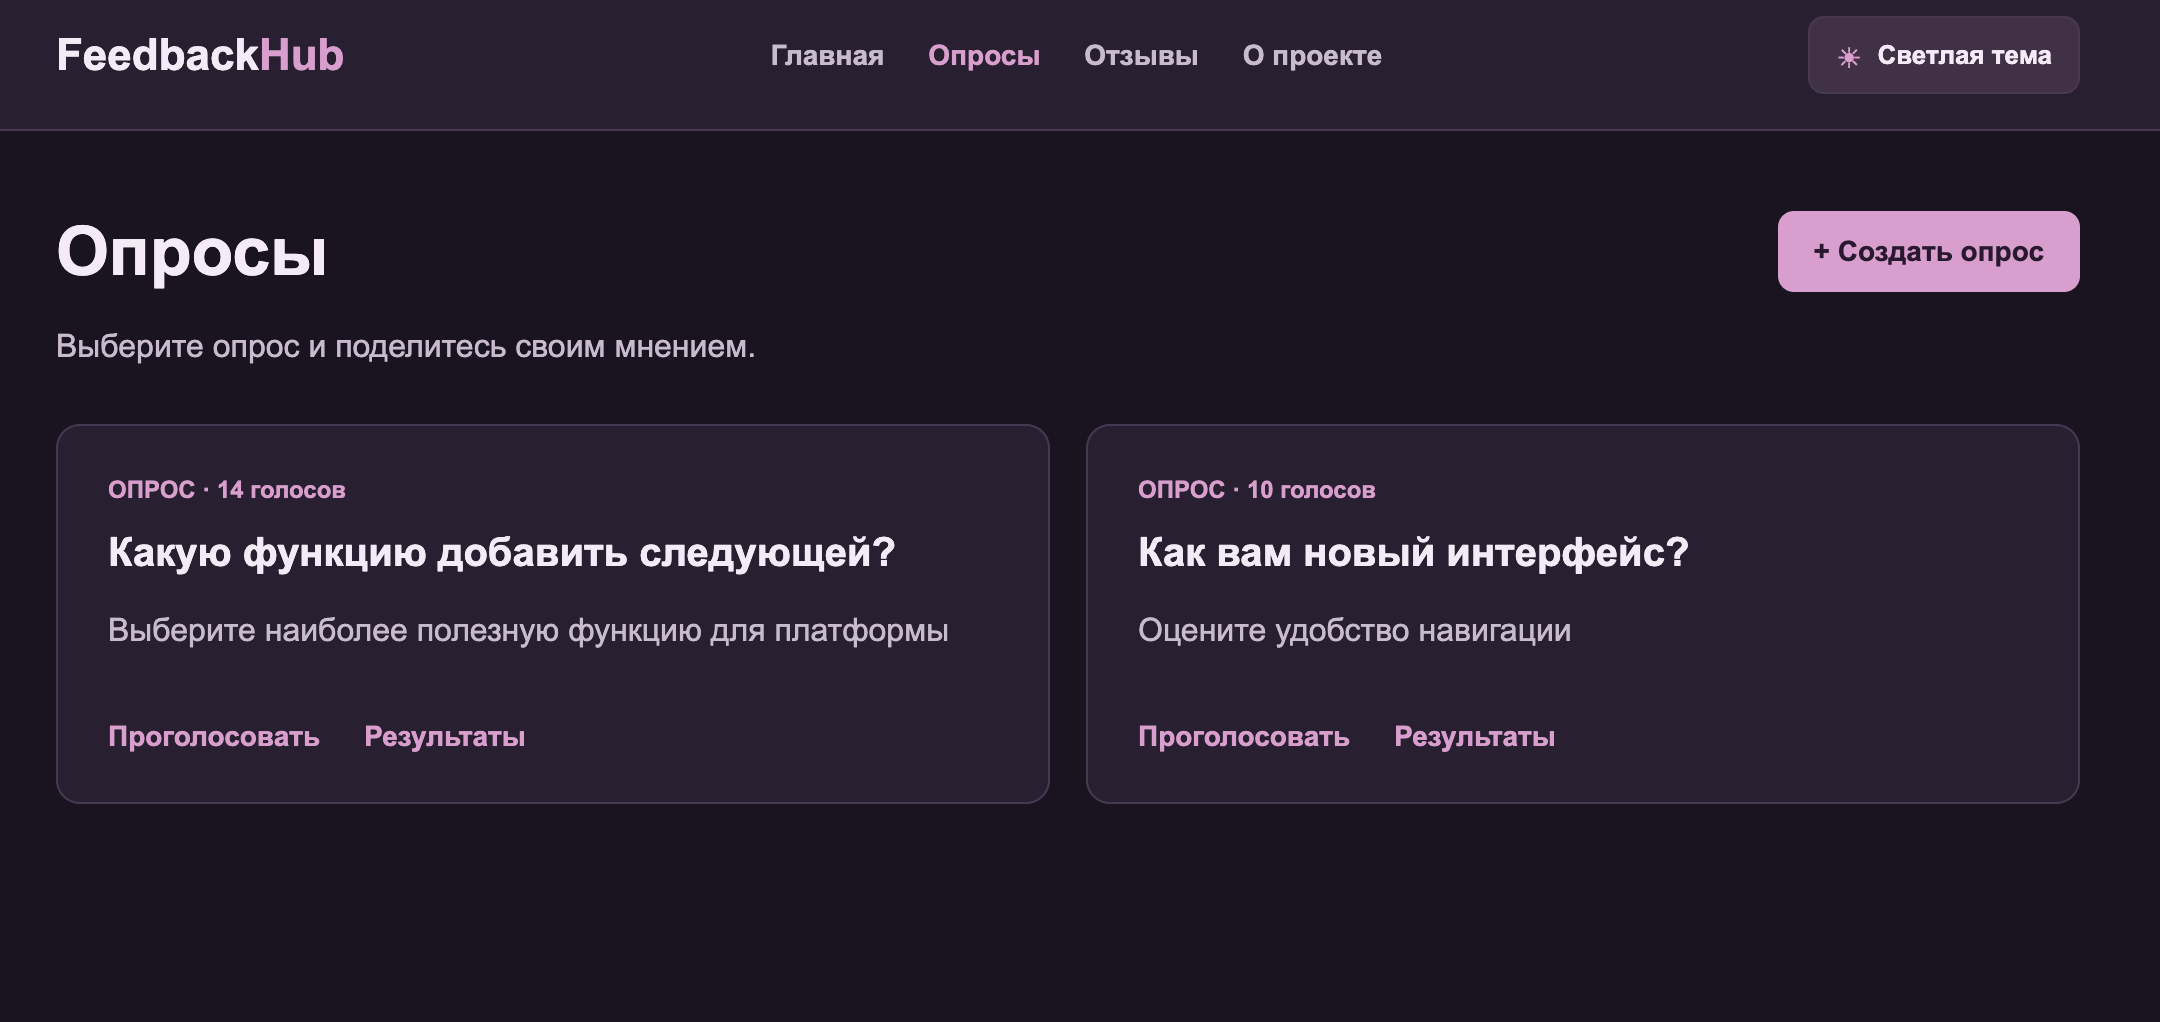 FeedbackHub
Главная Опросы Отзывы О проекте
☀ Светлая тема
Опросы
+ Создать опрос
Выберите опрос и поделитесь своим мнением.
ОПРОС · 14 голосов
Какую функцию добавить следующей?
Выберите наиболее полезную функцию для платформы
Проголосовать Результаты
ОПРОС · 10 голосов
Как вам новый интерфейс?
Оцените удобство навигации
Проголосовать Результаты